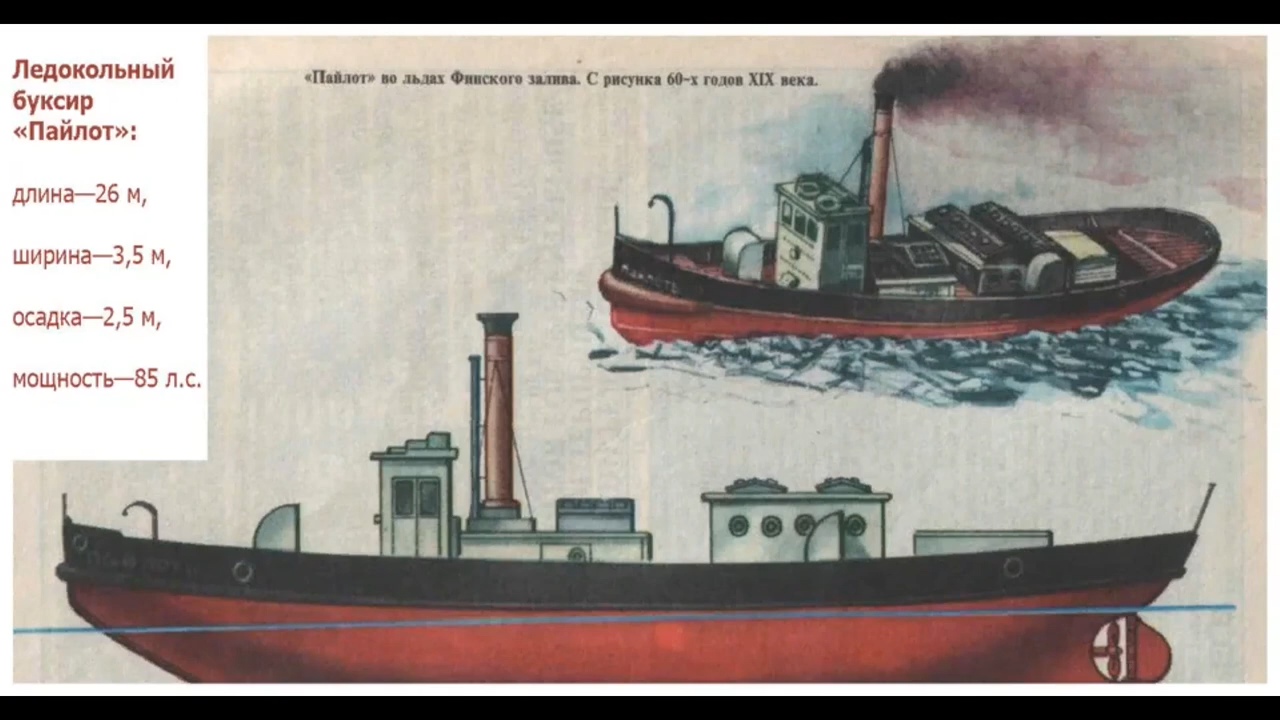 Ледокольный
буксир
«Пайлот»:
длина—26 м,
ширина—3,5 м,
осадка—2,5 м,
мощность—85 л.с.
«Пайлот» во льдах Финского залива. С рисунка 60-х годов XIX века.